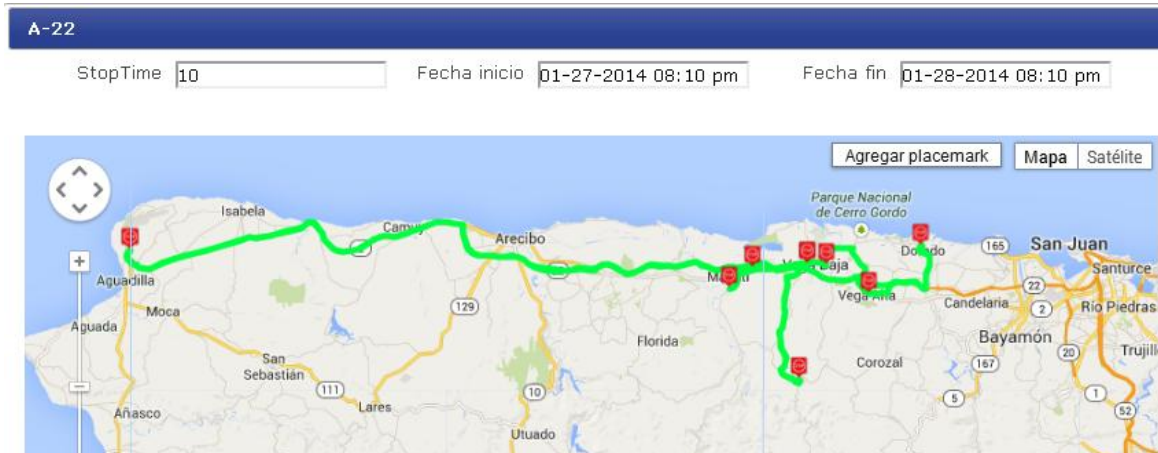 A-22
StopTime 10 Fecha inicio 01-27-2014 08:10 pm Fecha fin 01-28-2014 08:10 pm
Agregar placemark Mapa Satélite
Parque Nacional
de Cerro Gordo
Isabela
Camuy
Arecibo
Dorado
165
San Juan
Santurce
Aguadilla
Vega Baja
Vega Alta
22
Candelaria
2
Río Piedras
129
Moca
Aguada
Florida
Bayamón
20
Trujill
San
Sebastián
Corozal
167
111
10
5
1
Lares
Añasco
52
Utuado